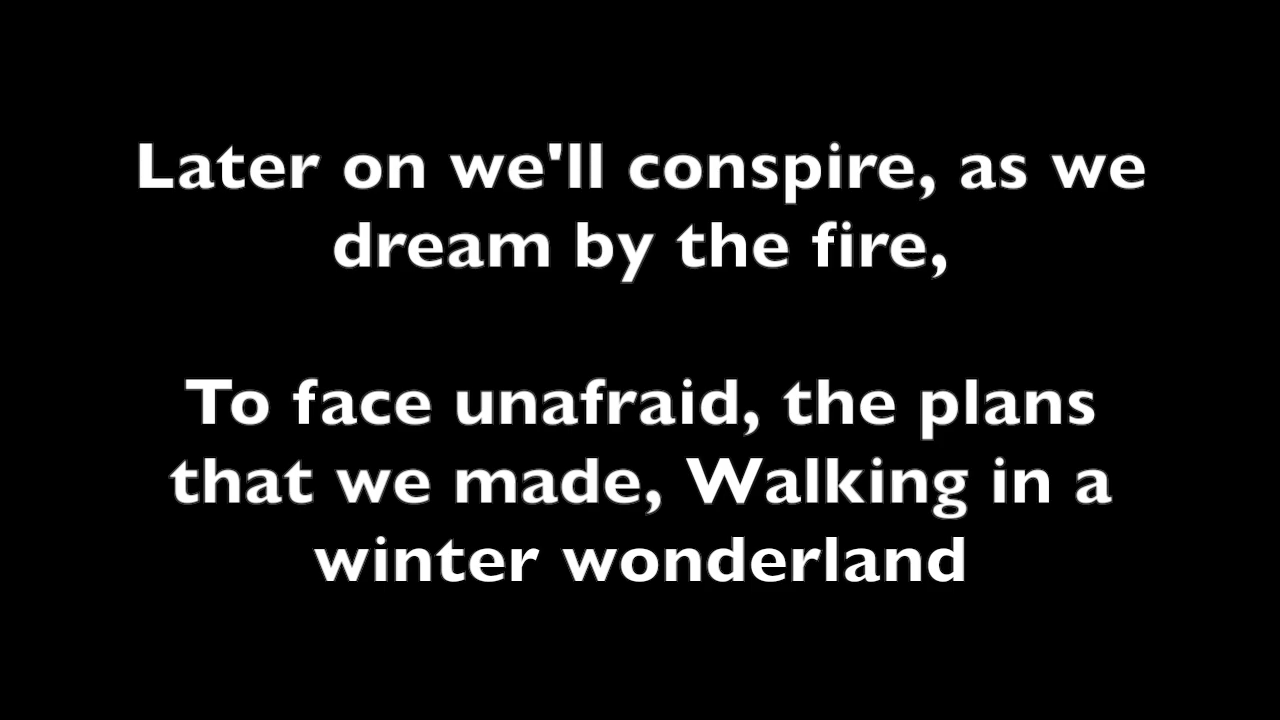 Later on we'll conspire, as we
dream by the fire,
To face unafraid, the plans
that we made, Walking in a
winter wonderland